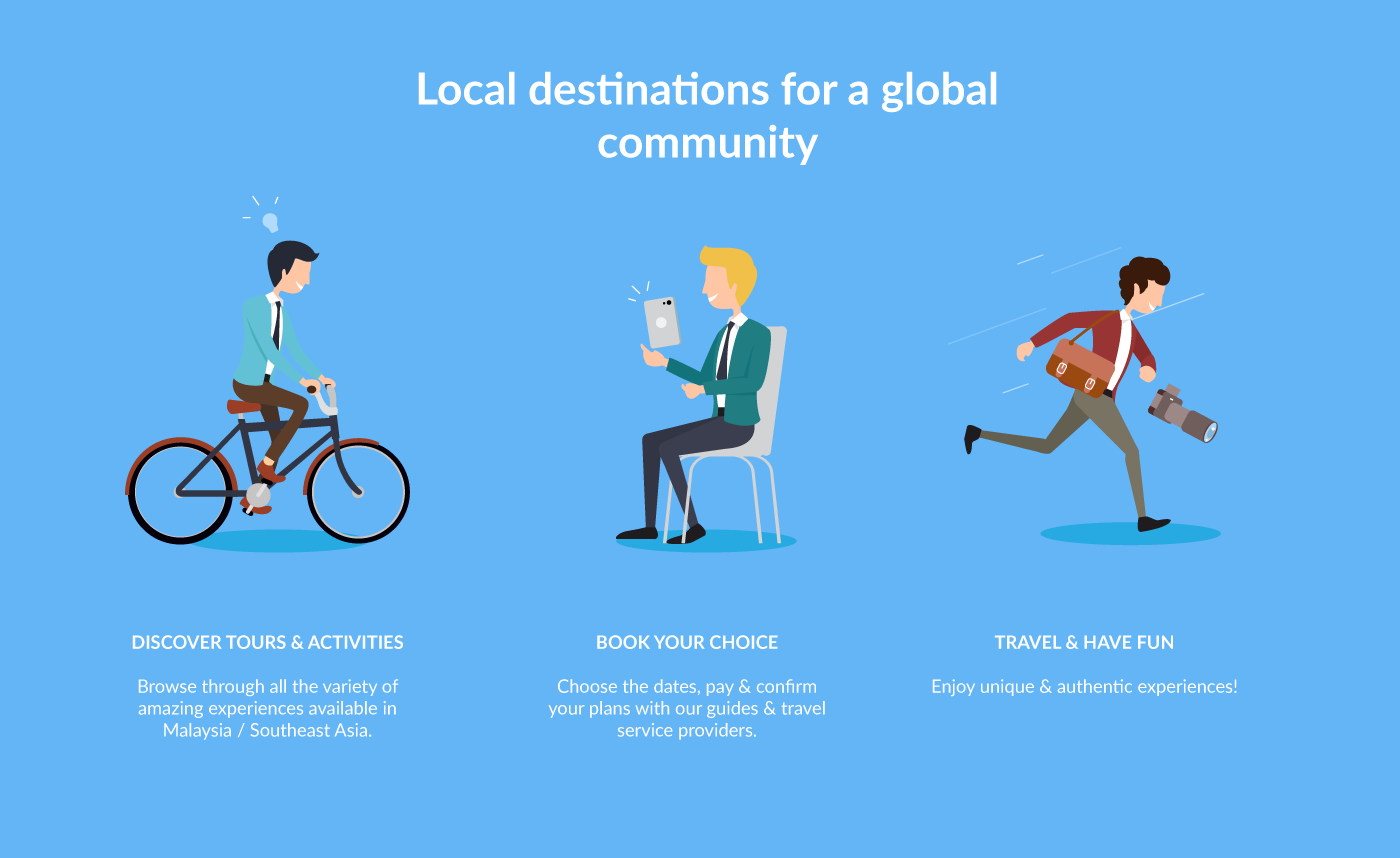 Local destinations for a global
community
DISCOVER TOURS & ACTIVITIES
Browse through all the variety of
amazing experiences available in
Malaysia / Southeast Asia.
BOOK YOUR CHOICE
Choose the dates, pay & confirm
your plans with our guides & travel
service providers.
TRAVEL & HAVE FUN
Enjoy unique & authentic experiences!